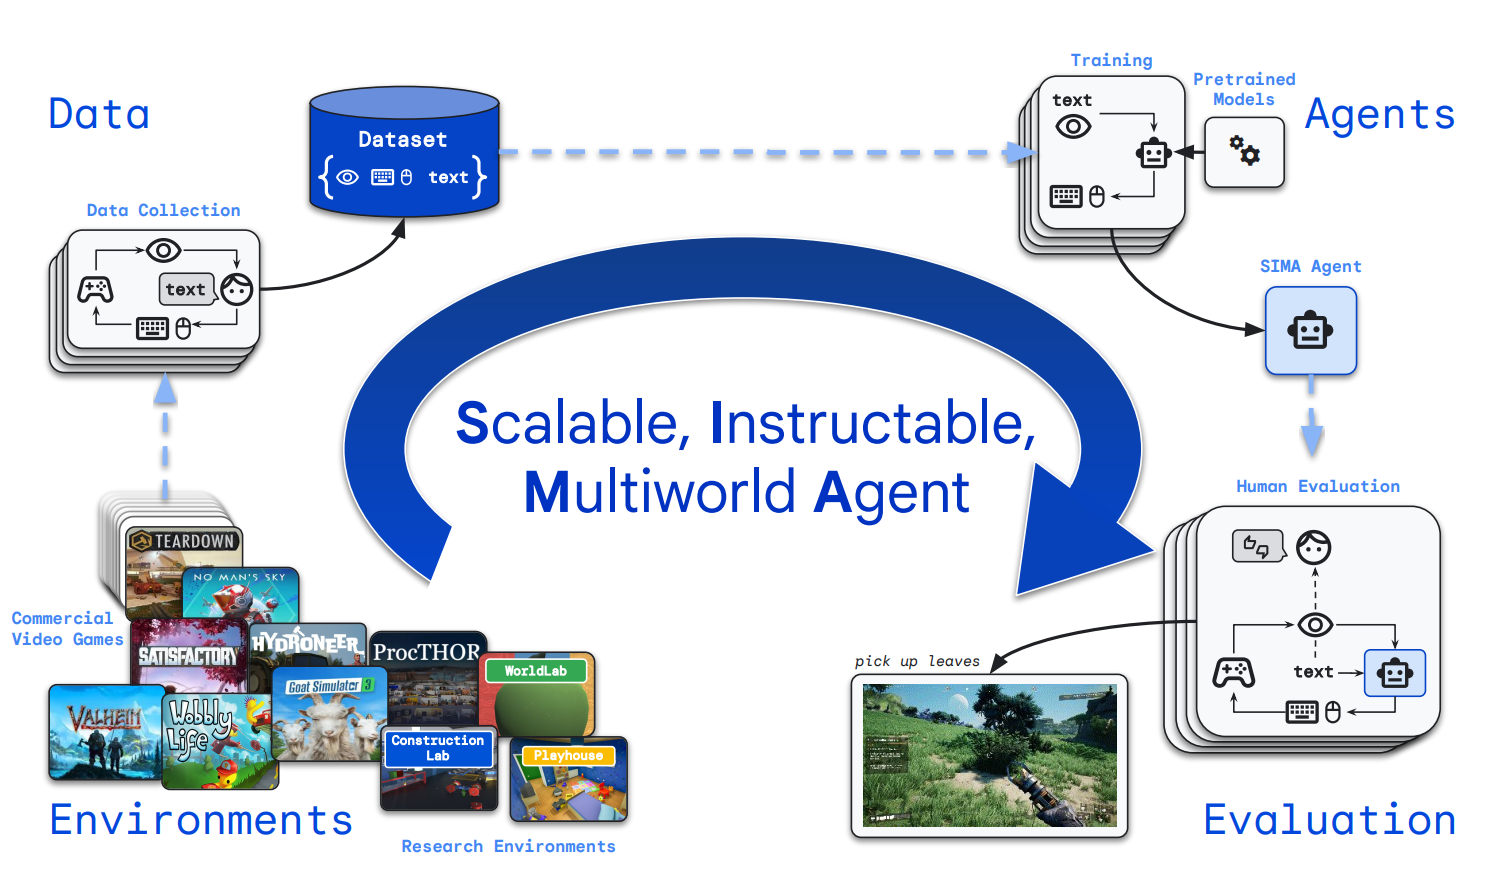 Data
Dataset
text
Data Collection
text
Training
Pretrained
Models
Agents
text
SIMA Agent
Scalable, Instructable,
Multiworld Agent
Human Evaluation
text
pick up leaves
Evaluation
TEARDOWN
NO MAN'S SKY
Commercial
Video Games
SATISFACTORY
HYDRONEER
ProcTHOR
WorldLab
VALHEIM
Wobbly
Life
Goat Simulator 3
Construction
Lab
Playhouse
Environments
Research Environments